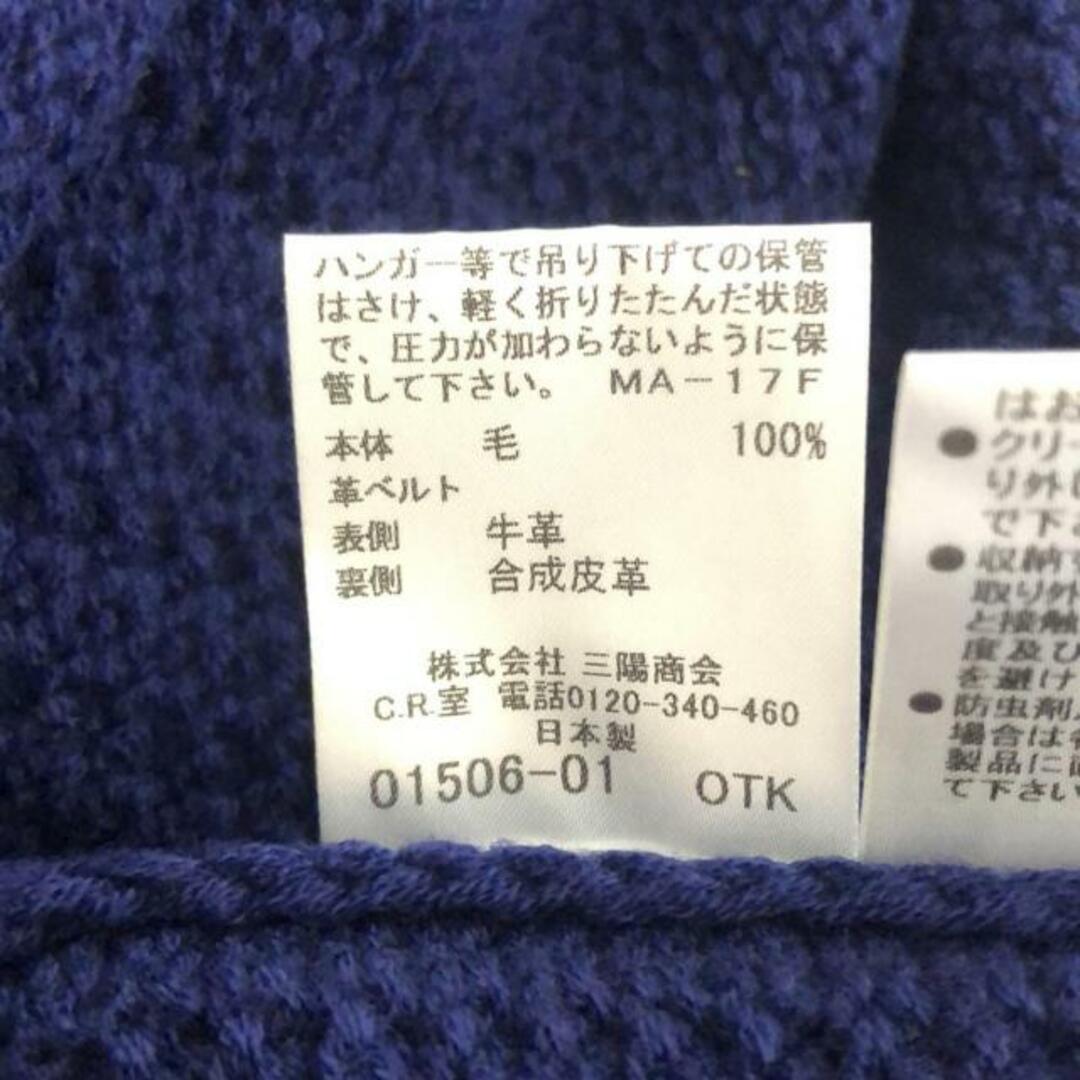 ハンガー等で吊り下げての保管
はさけ、軽く折りたたんだ状態
で、圧力が加わらないように保
管して下さい。 MA-17F
本体 毛 100%
革ベルト
表側 牛革
裏側 合成皮革
株式会社 三陽商会
C.R.室 電話0120-340-460
日本製
01506-01 OTK
はお
●クリー
り外し
で下さ
●収納
取り外
と接触
度及び
を避け
●防虫剤
場合は各
製品に直
て下さい